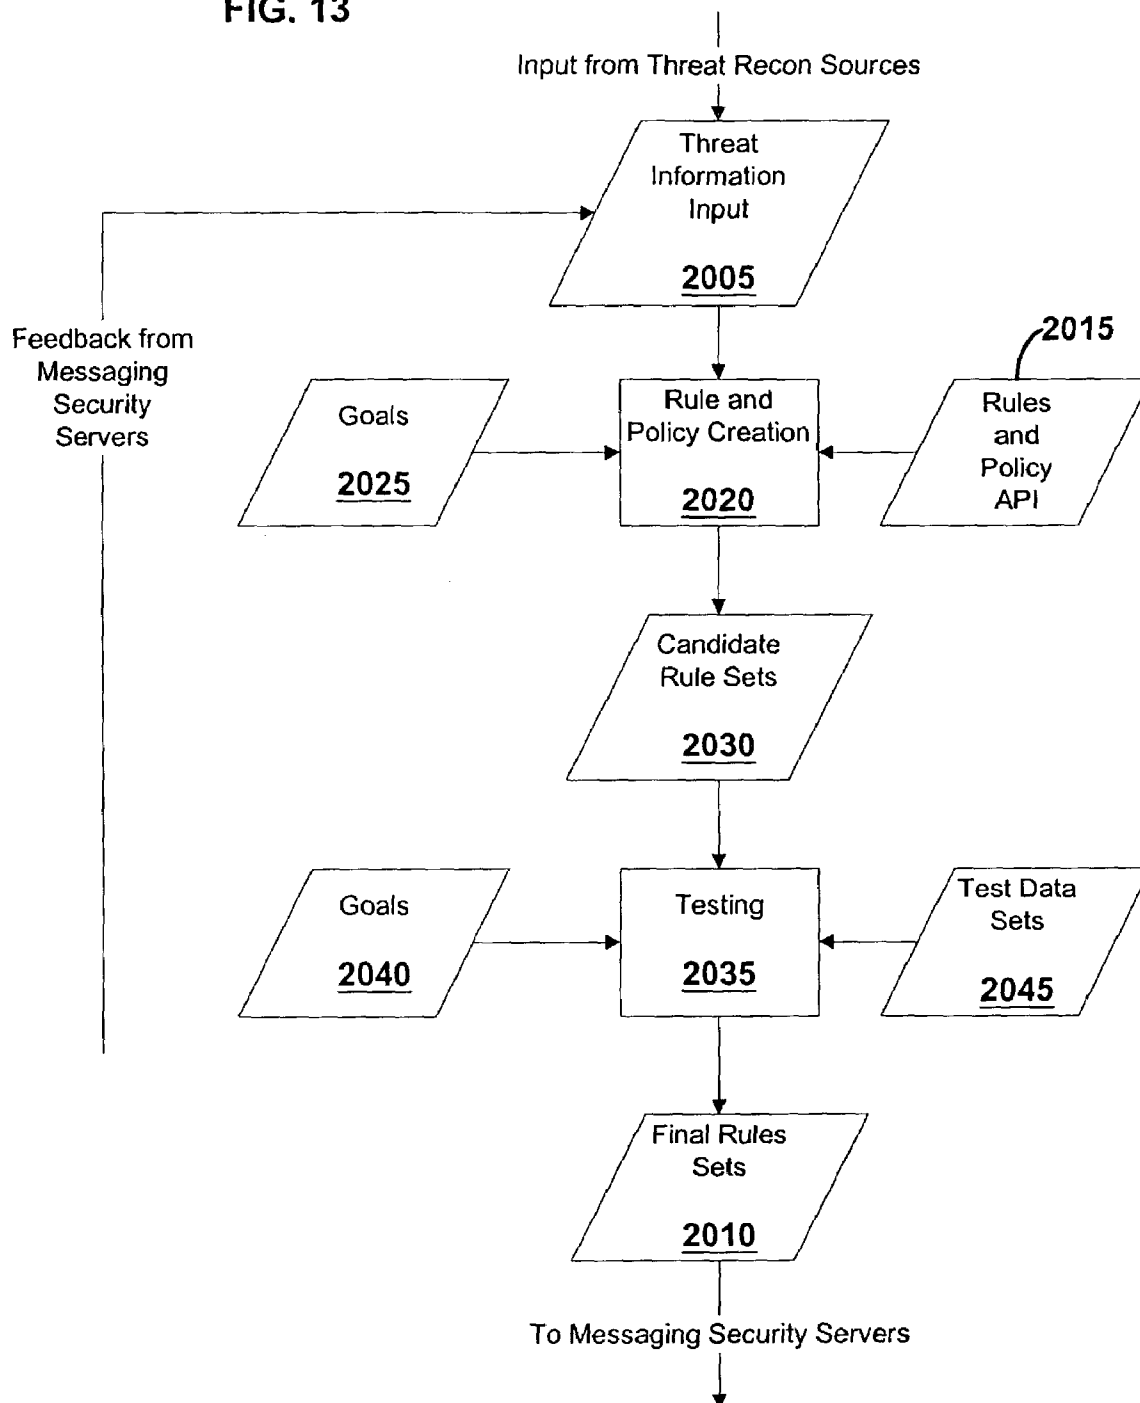 FIG. 13
Input from Threat Recon Sources
Threat
Information
Input
2005
Feedback from
Messaging
Security
Servers
Goals
2025
Rule and
Policy Creation
2020
2015
Rules
and
Policy
API
Candidate
Rule Sets
2030
Goals
2040
Testing
2035
Test Data
Sets
2045
Final Rules
Sets
2010
To Messaging Security Servers